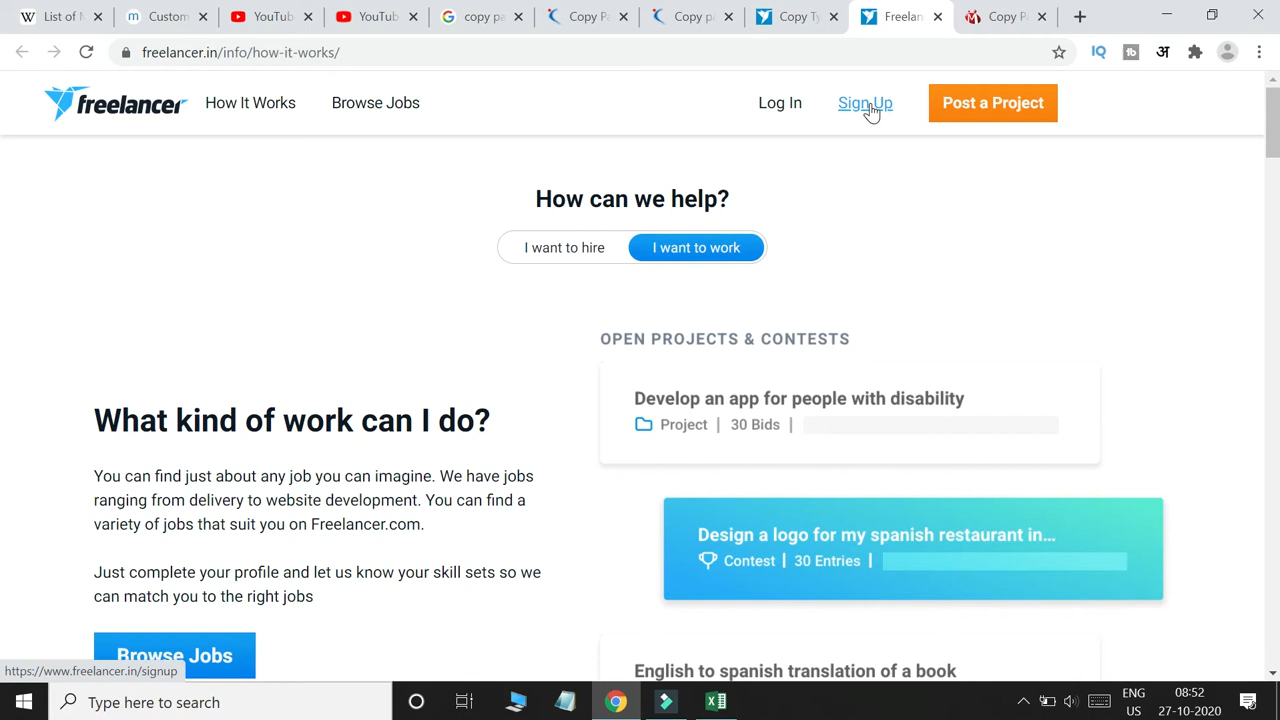 List of M
Custom
YouTube
YouTube
copy pa
Copy Pa
Copy pa
Copy Ty
Freelan
Copy Pa
freelancer.in/info/how-it-works/
IQ
अ
freelancer
How It Works
Browse Jobs
Log In
Sign Up
Post a Project
How can we help?
I want to hire
I want to work
OPEN PROJECTS & CONTESTS
Develop an app for people with disability
Project | 30 Bids |
What kind of work can I do?
You can find just about any job you can imagine. We have jobs
ranging from delivery to website development. You can find a
variety of jobs that suit you on Freelancer.com.
Design a logo for my spanish restaurant in...
Contest | 30 Entries |
Just complete your profile and let us know your skill sets so we
can match you to the right jobs
Browse Jobs
English to spanish translation of a book
https://www.freelancer.in/signup
Type here to search
ENG
US
08:52
27-10-2020